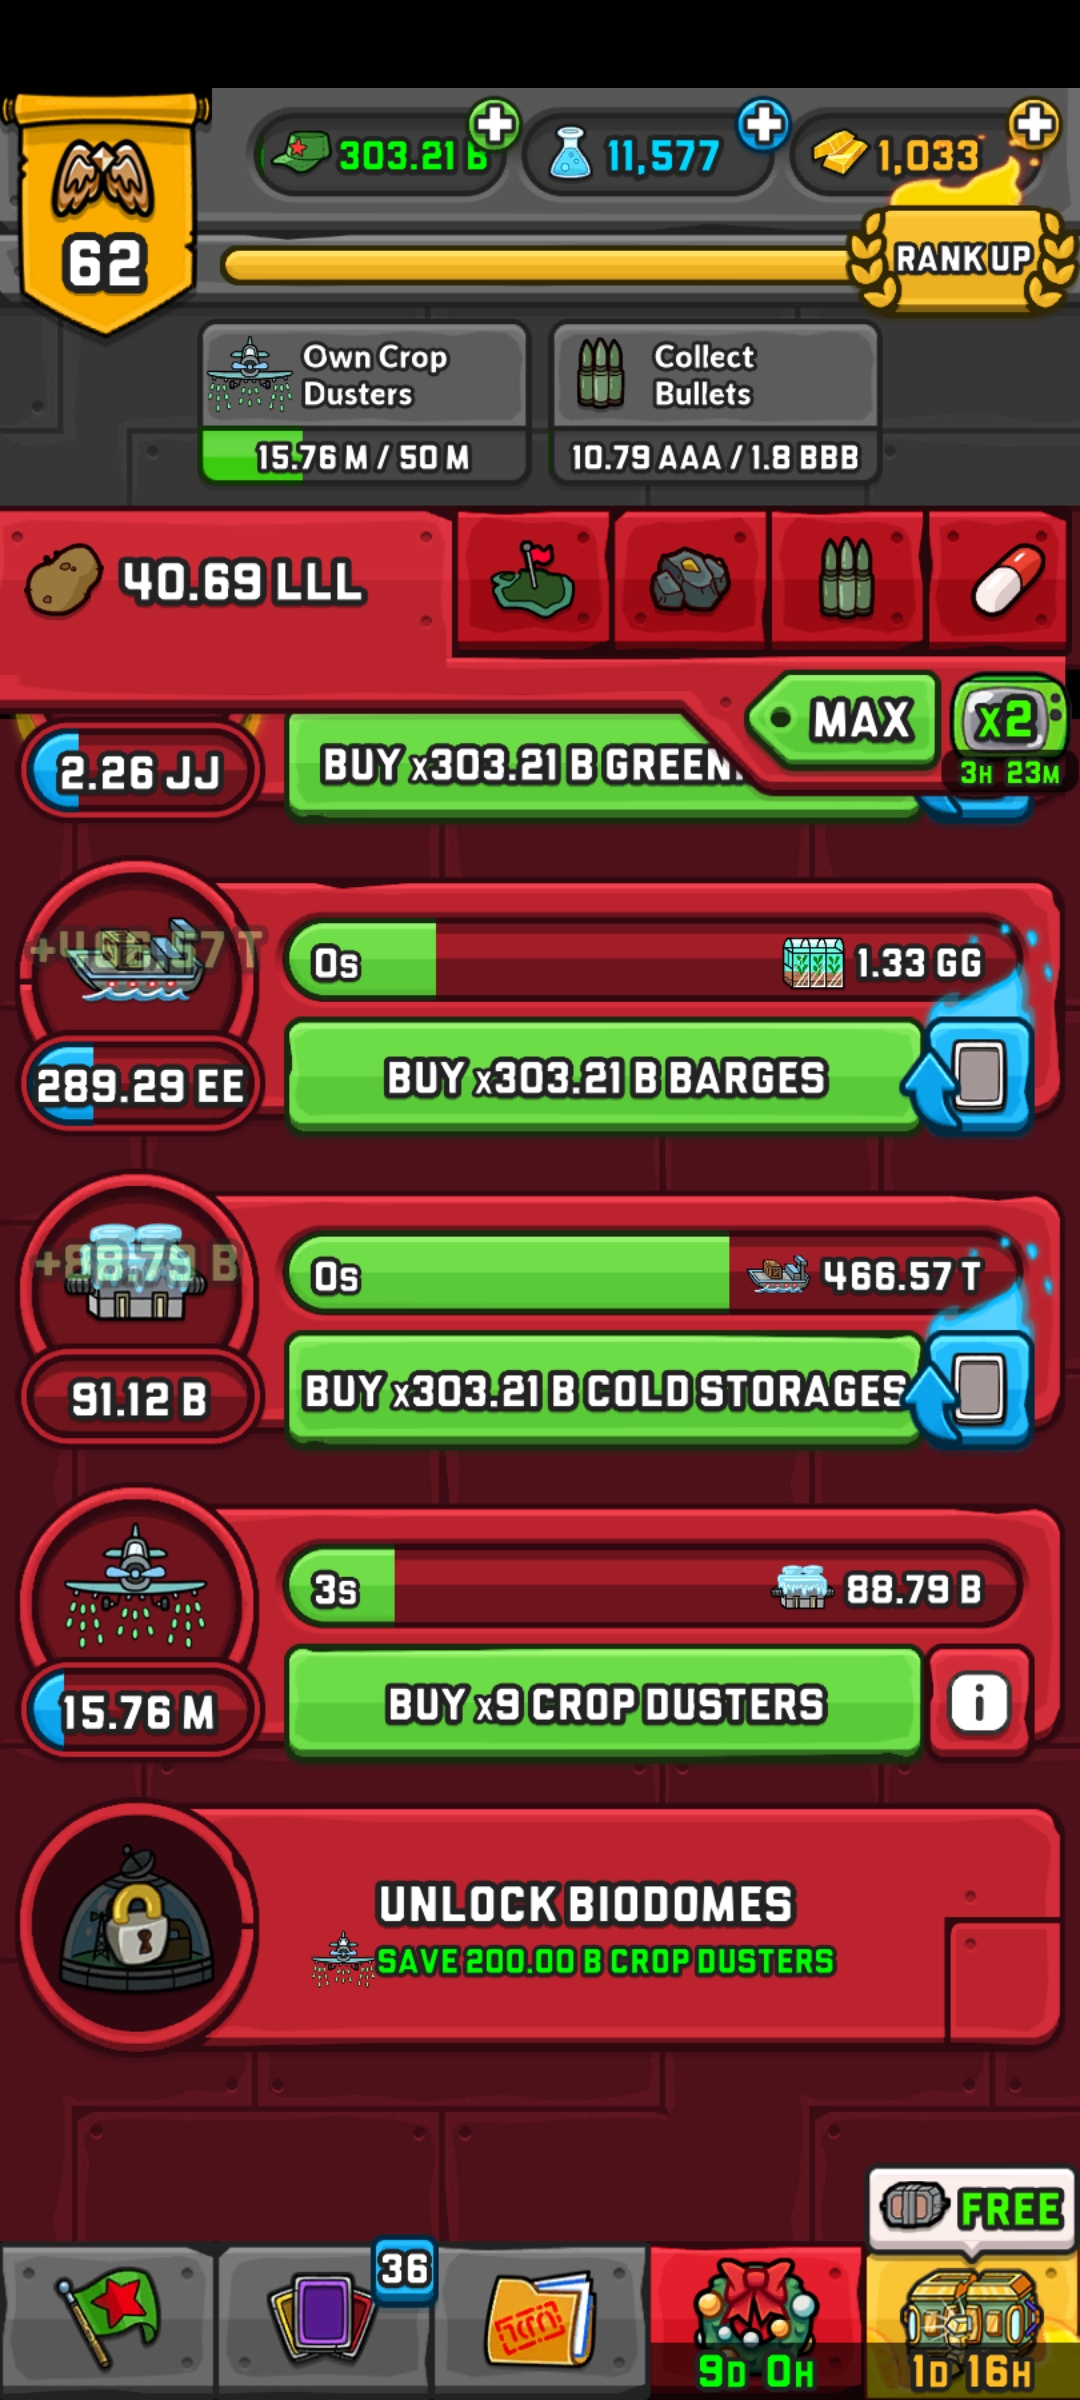 303.21 B
11,577
1,033
62
RANK UP
Own Crop
Dusters
15.76 M / 50 M
Collect
Bullets
10.79 AAA / 1.8 BBB
40.69 LLL
MAX
x2
3H 23M
2.26 JJ
BUY x303.21 B GREEN
0s
1.33 GG
289.29 EE
BUY x303.21 B BARGES
+88.79 B
0s
466.57 T
91.12 B
BUY x303.21 B COLD STORAGES
3s
88.79 B
15.76 M
BUY x9 CROP DUSTERS
i
UNLOCK BIODOMES
SAVE 200.00 B CROP DUSTERS
FREE
36
9D 0H
1D 16H